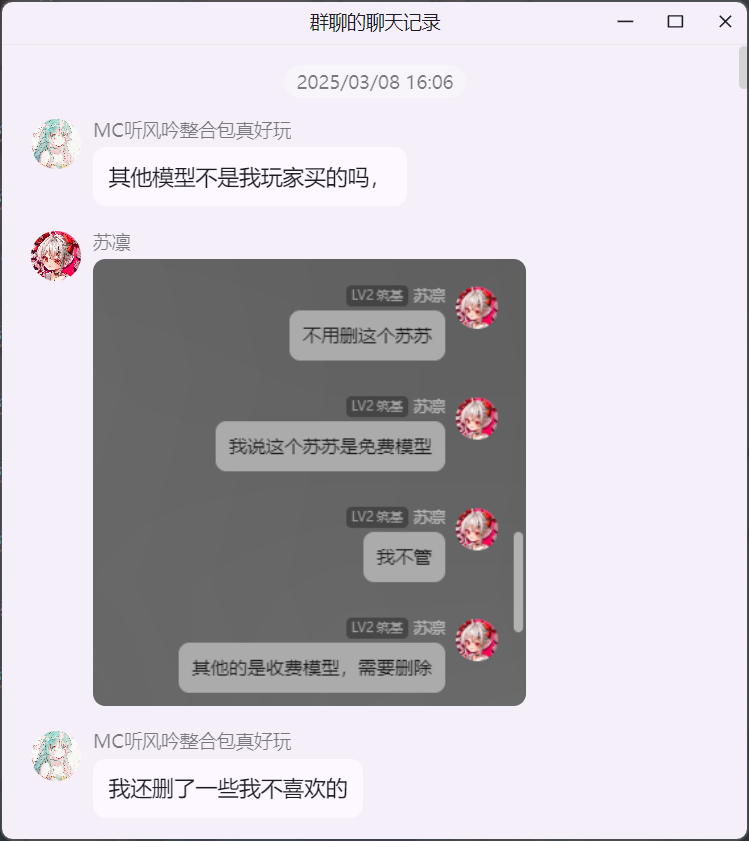 群聊的聊天记录
2025/03/08 16:06
MC听风吟整合包真好玩
其他模型不是我玩家买的吗，
苏凛
LV2 筑基 苏凛
不用删这个苏苏
LV2 筑基 苏凛
我说这个苏苏是免费模型
LV2 筑基 苏凛
我不管
LV2 筑基 苏凛
其他的是收费模型，需要删除
MC听风吟整合包真好玩
我还删了一些我不喜欢的